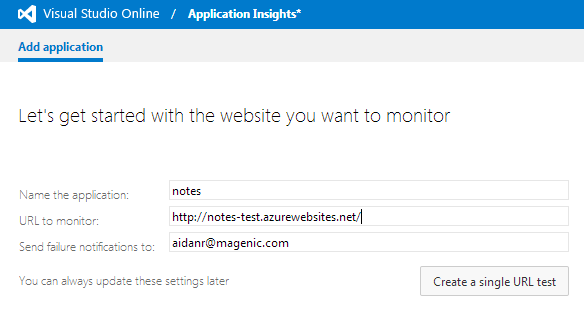 Visual Studio Online / Application Insights*
Add application
Let's get started with the website you want to monitor
Name the application: notes
URL to monitor: http://notes-test.azurewebsites.net/
Send failure notifications to: aidanr@magenic.com
You can always update these settings later Create a single URL test